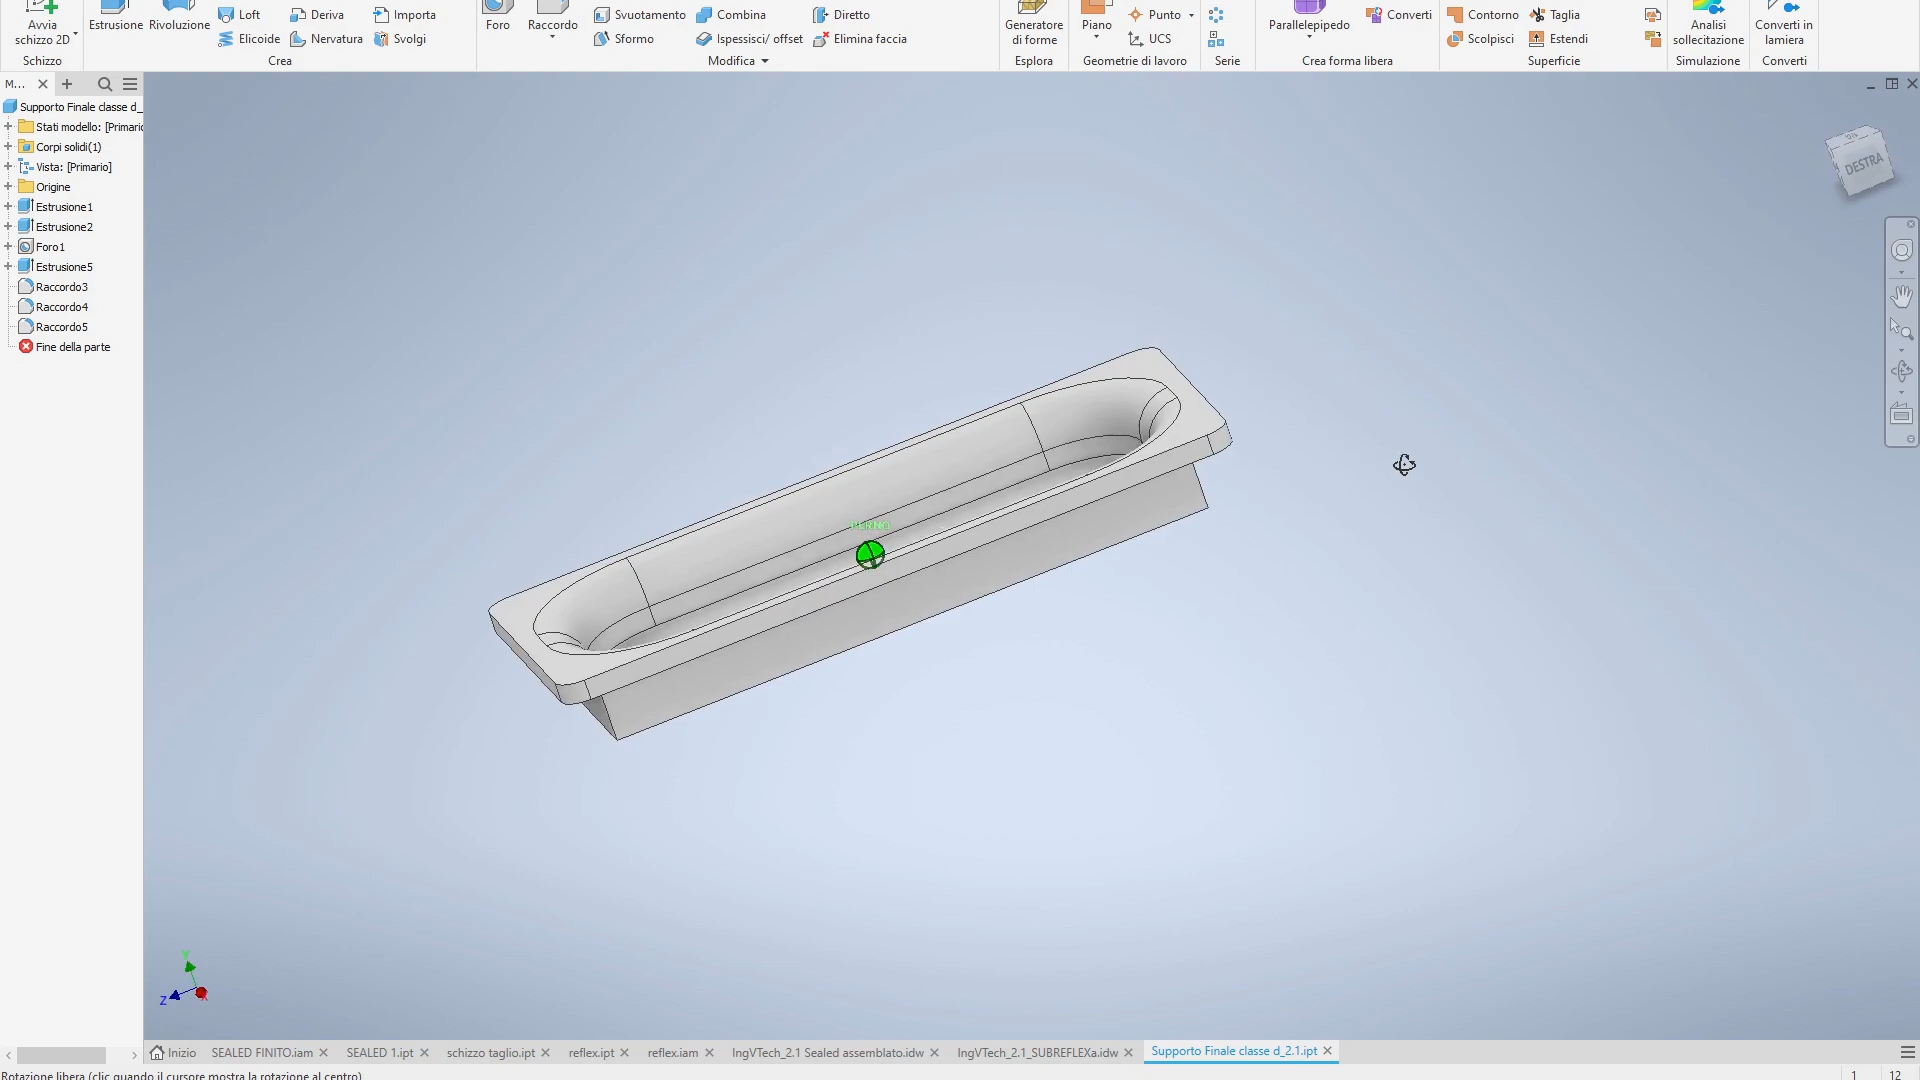 Avvia
schizzo 2D
Estrusione
Rivoluzione
Loft
Elicoide
Deriva
Nervatura
Importa
Svolgi
Foro
Raccordo
Svuotamento
Sformo
Combina
Ispessisci/ offset
Diretto
Elimina faccia
Generatore
di forme
Piano
Punto
UCS
Parallelepipedo
Converti
Contorno
Scolpisci
Taglia
Estendi
Analisi
sollecitazione
Converti in
lamiera
Schizzo
Crea
Modifica
Esplora
Geometrie di lavoro
Serie
Crea forma libera
Superficie
Simulazione
Converti
M...
Supporto Finale classe d_
Stati modello: [Primario
Corpi solidi(1)
Vista: [Primario]
Origine
Estrusione1
Estrusione2
Foro1
Estrusione5
Raccordo3
Raccordo4
Raccordo5
Fine della parte
DESTRA
PERNO
Y
Z
X
Inizio
SEALED FINITO.iam
SEALED 1.ipt
schizzo taglio.ipt
reflex.ipt
reflex.iam
IngVTech_2.1 Sealed assemblato.idw
IngVTech_2.1_SUBREFLEXa.idw
Supporto Finale classe d_2.1.ipt
Rotazione libera (clic quando il cursore mostra la rotazione al centro)
1
12